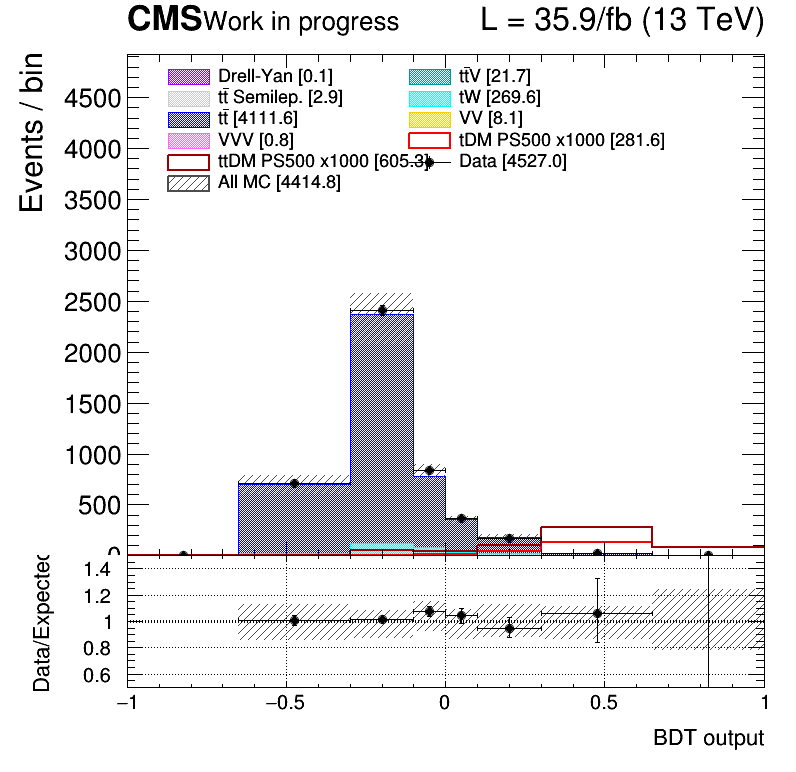 CMS Work in progress L = 35.9/fb (13 TeV)
Events / bin
4500
4000
3500
3000
2500
2000
1500
1000
500
0
Drell-Yan [0.1] tt̄V [21.7]
tt̄ Semilep. [2.9] tW [269.6]
tt̄ [4111.6] VV [8.1]
VVV [0.8] tDM PS500 x1000 [281.6]
ttDM PS500 x1000 [605.3] Data [4527.0]
All MC [4414.8]
Data/Expected
1.4
1.2
1
0.8
0.6
−1 −0.5 0 0.5 1
BDT output